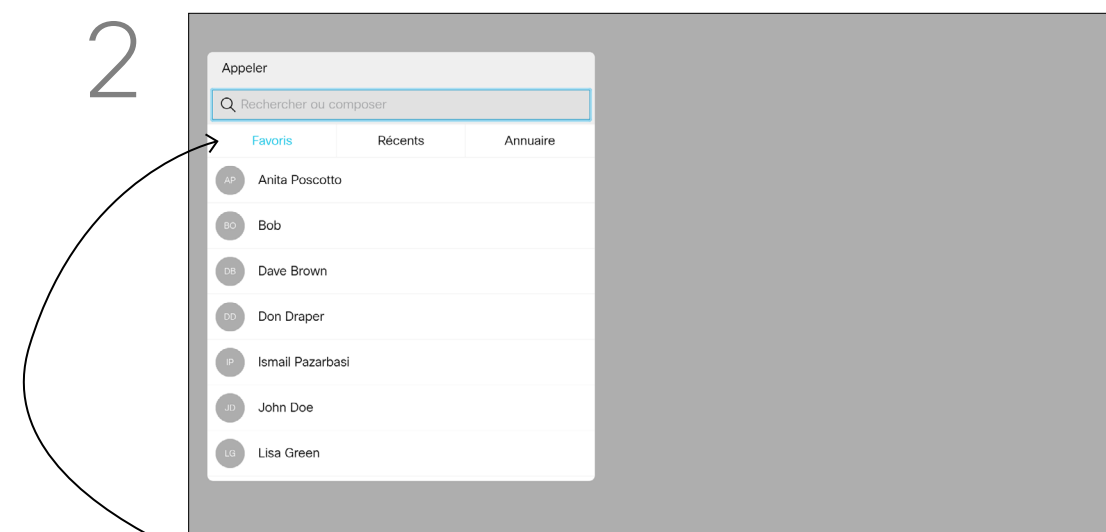 2
Appeler
Rechercher ou composer
Favoris Récents Annuaire
AP Anita Poscotto
BO Bob
DB Dave Brown
DD Don Draper
IP Ismail Pazarbasi
JD John Doe
LG Lisa Green